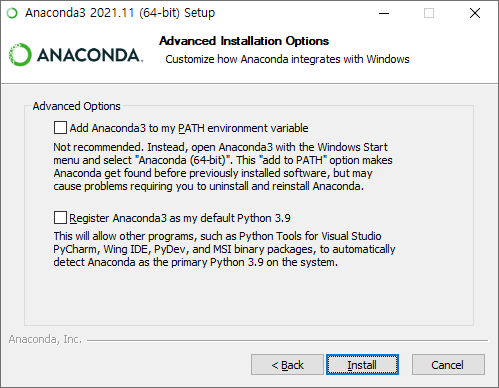 Anaconda3 2021.11 (64-bit) Setup
ANACONDA.
Advanced Installation Options
Customize how Anaconda integrates with Windows
Advanced Options
Add Anaconda3 to my PATH environment variable
Not recommended. Instead, open Anaconda3 with the Windows Start
menu and select "Anaconda (64-bit)". This "add to PATH" option makes
Anaconda get found before previously installed software, but may
cause problems requiring you to uninstall and reinstall Anaconda.
Register Anaconda3 as my default Python 3.9
This will allow other programs, such as Python Tools for Visual Studio
PyCharm, Wing IDE, PyDev, and MSI binary packages, to automatically
detect Anaconda as the primary Python 3.9 on the system.
Anaconda, Inc.
< Back
Install
Cancel